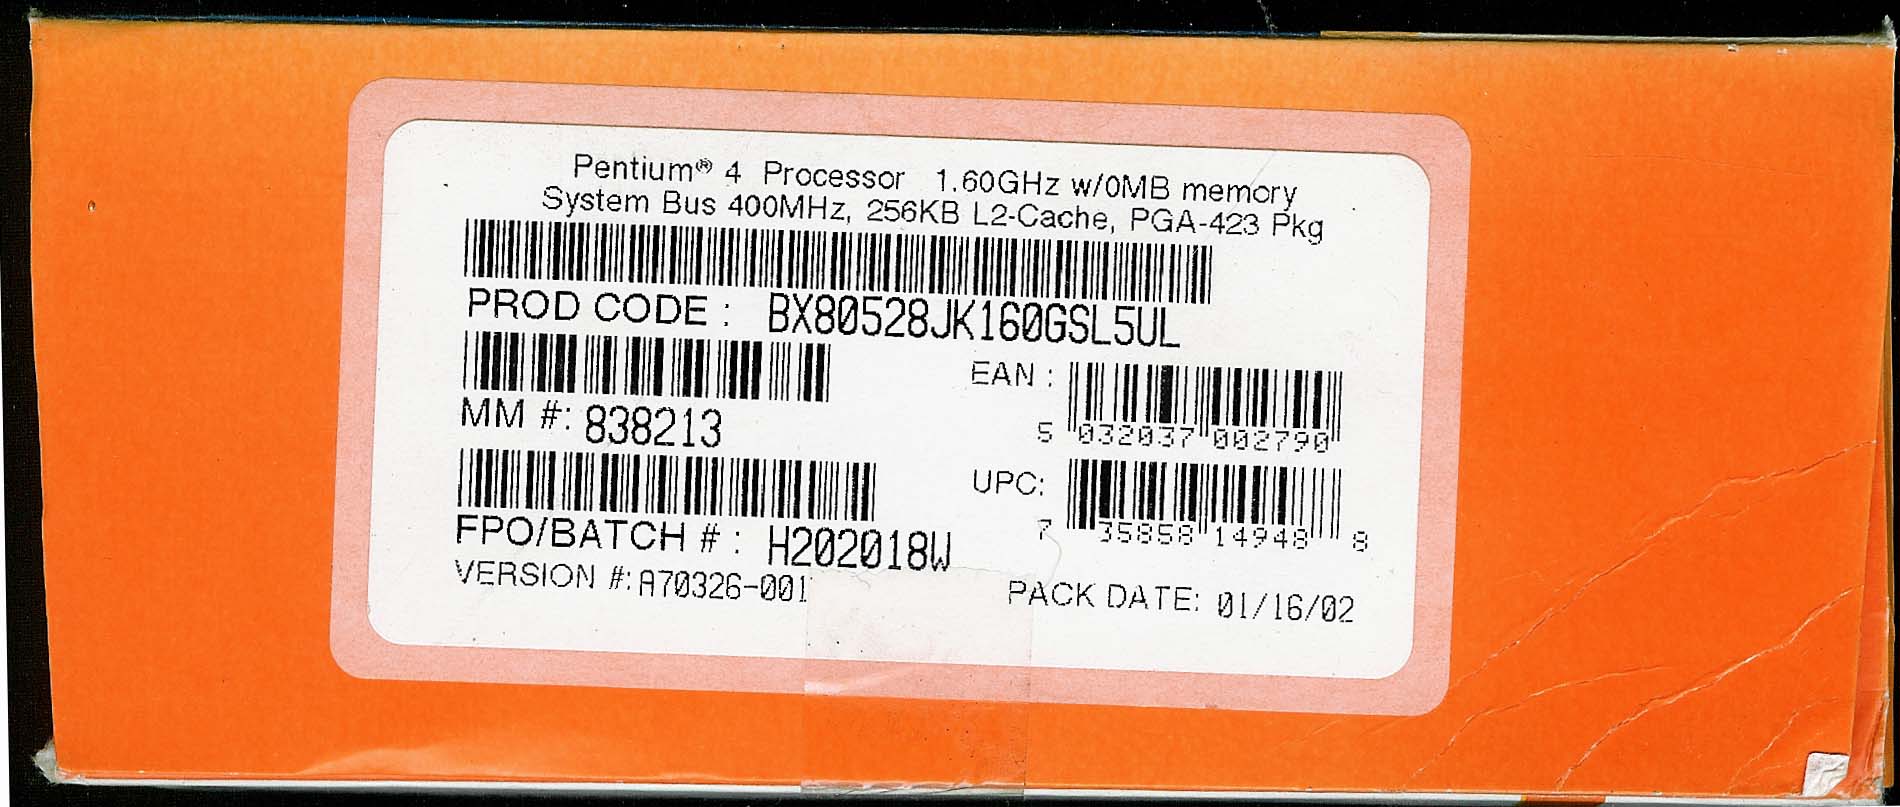 Pentium® 4 Processor 1.60GHz w/0MB memory
System Bus 400MHz, 256KB L2-Cache, PGA-423 Pkg
PROD CODE : BX80528JK160GSL5UL
EAN :
5 032037 002790
MM #: 838213
UPC:
7 35858 14948 8
FPO/BATCH # : H202018W
VERSION #: A70326-001
PACK DATE: 01/16/02